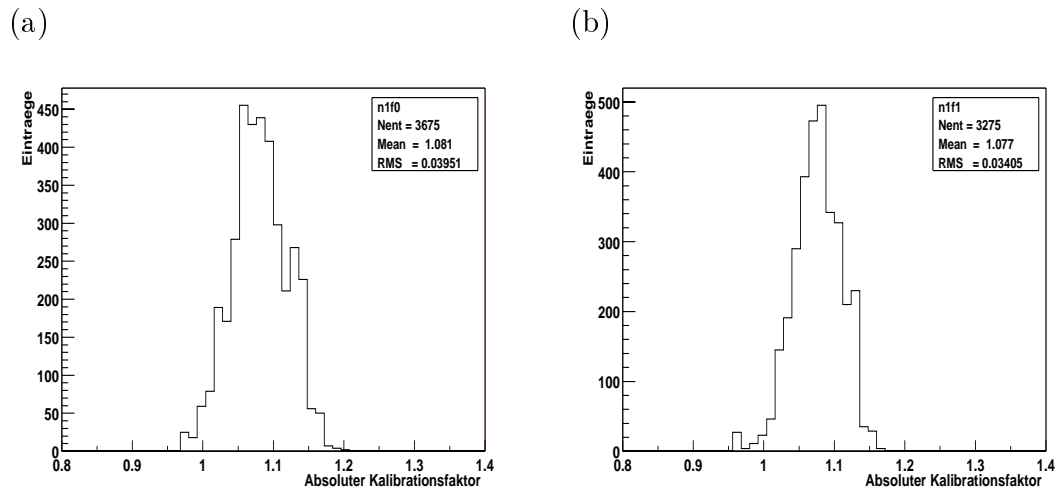 (a)
(b)
Eintraege
450
400
350
300
250
200
150
100
50
0
n1f0
Nent = 3675
Mean = 1.081
RMS = 0.03951
0.8 0.9 1 1.1 1.2 1.3 1.4
Absoluter Kalibrationsfaktor
Eintraege
500
400
300
200
100
0
n1f1
Nent = 3275
Mean = 1.077
RMS = 0.03405
0.8 0.9 1 1.1 1.2 1.3 1.4
Absoluter Kalibrationsfaktor